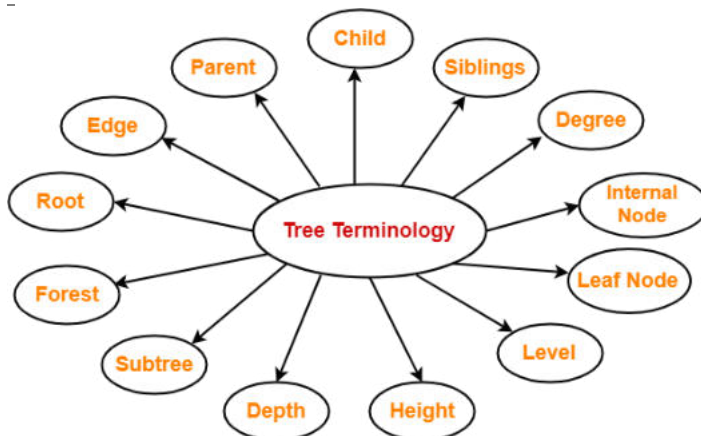 Child
Parent
Siblings
Edge
Degree
Root
Internal
Node
Tree Terminology
Forest
Leaf Node
Subtree
Level
Depth
Height